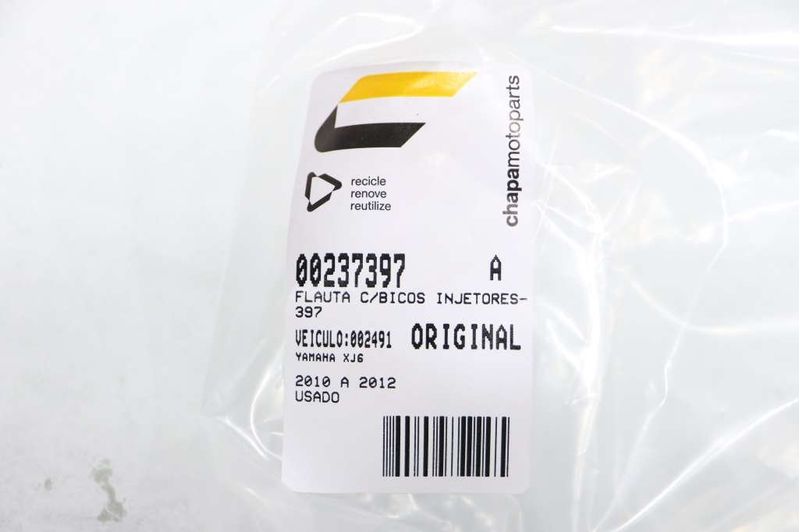 recicle
renove
reutilize
chapamotoparts
00237397 A
FLAUTA C/BICOS INJETORES-
397
VEICULO:002491 ORIGINAL
YAMAHA XJ6
2010 A 2012
USADO